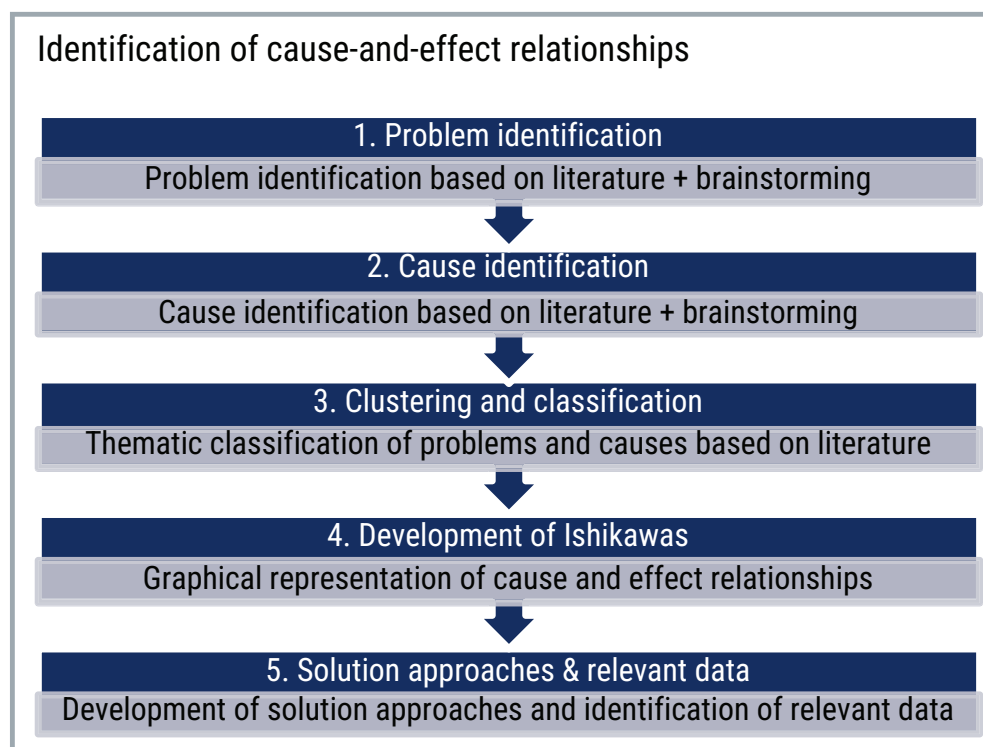 Identification of cause-and-effect relationships
1. Problem identification
Problem identification based on literature + brainstorming
2. Cause identification
Cause identification based on literature + brainstorming
3. Clustering and classification
Thematic classification of problems and causes based on literature
4. Development of Ishikawas
Graphical representation of cause and effect relationships
5. Solution approaches & relevant data
Development of solution approaches and identification of relevant data